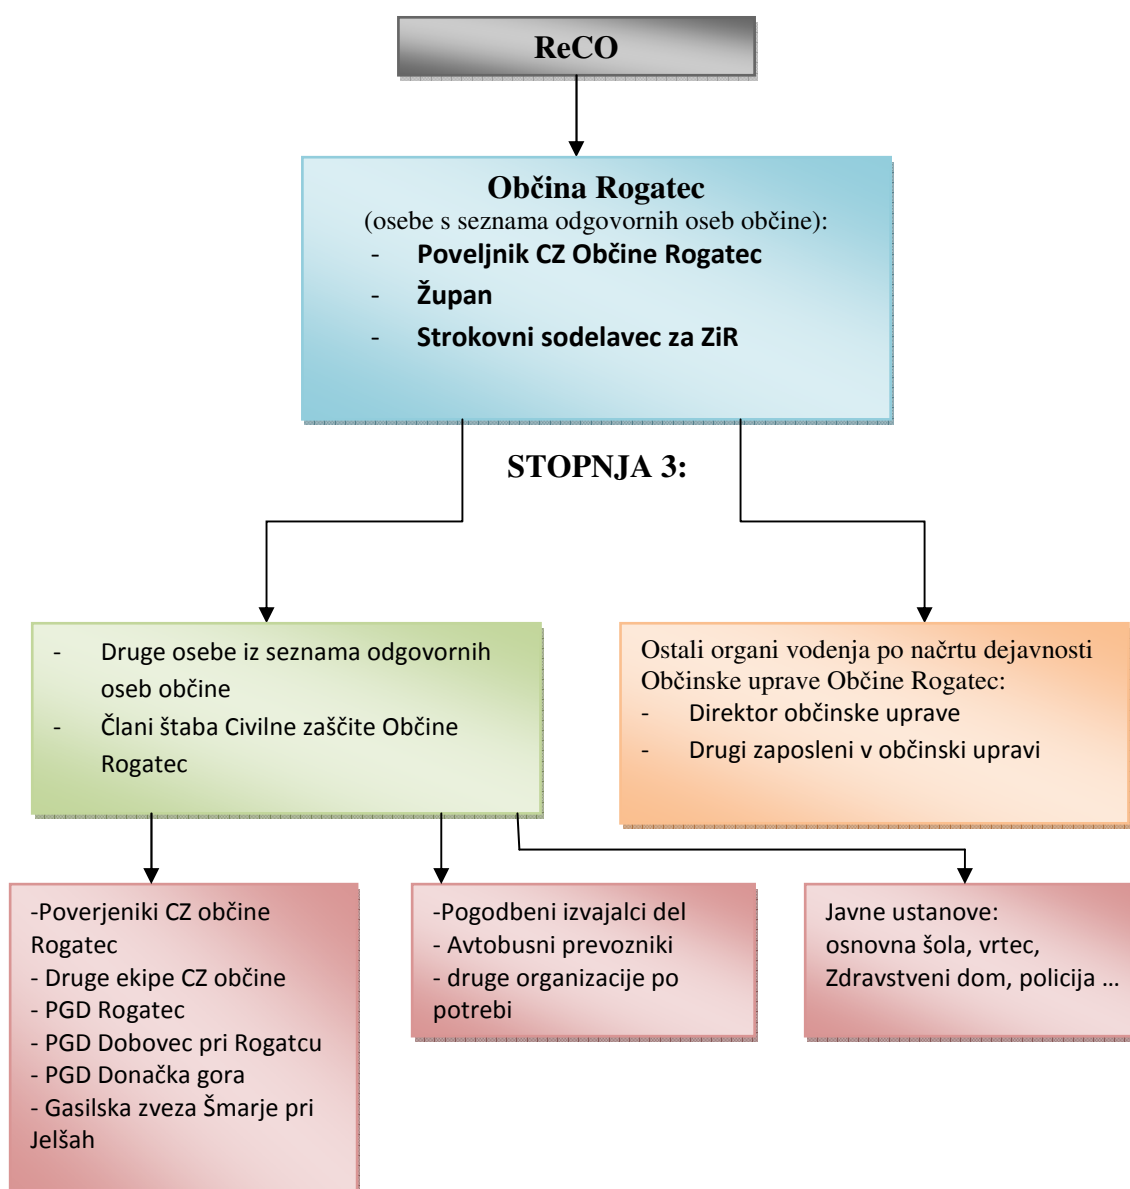 ReCO
Občina Rogatec
(osebe s seznama odgovornih oseb občine):
- Poveljnik CZ Občine Rogatec
- Župan
- Strokovni sodelavec za ZiR
STOPNJA 3:
- Druge osebe iz seznama odgovornih
oseb občine
- Člani štaba Civilne zaščite Občine
Rogatec
Ostali organi vodenja po načrtu dejavnosti
Občinske uprave Občine Rogatec:
- Direktor občinske uprave
- Drugi zaposleni v občinski upravi
-Poverjeniki CZ občine
Rogatec
- Druge ekipe CZ občine
- PGD Rogatec
- PGD Dobovec pri Rogatcu
- PGD Donačka gora
- Gasilska zveza Šmarje pri
Jelšah
-Pogodbeni izvajalci del
- Avtobusni prevozniki
- druge organizacije po
potrebi
Javne ustanove:
osnovna šola, vrtec,
Zdravstveni dom, policija ...